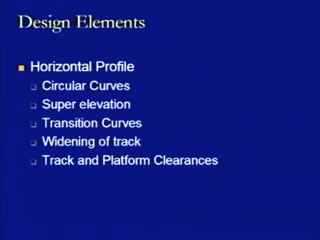 Design Elements
Horizontal Profile
Circular Curves
Super elevation
Transition Curves
Widening of track
Track and Platform Clearances